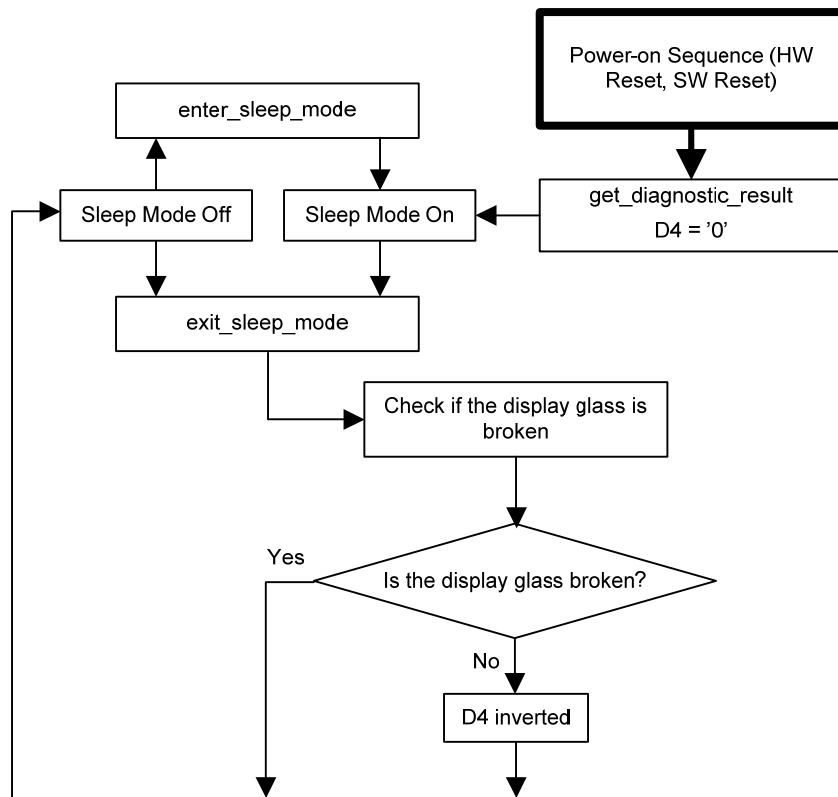 Power-on Sequence (HW
Reset, SW Reset)
enter_sleep_mode
get_diagnostic_result
D4 = '0'
Sleep Mode Off
Sleep Mode On
exit_sleep_mode
Check if the display glass is
broken
Yes
Is the display glass broken?
No
D4 inverted